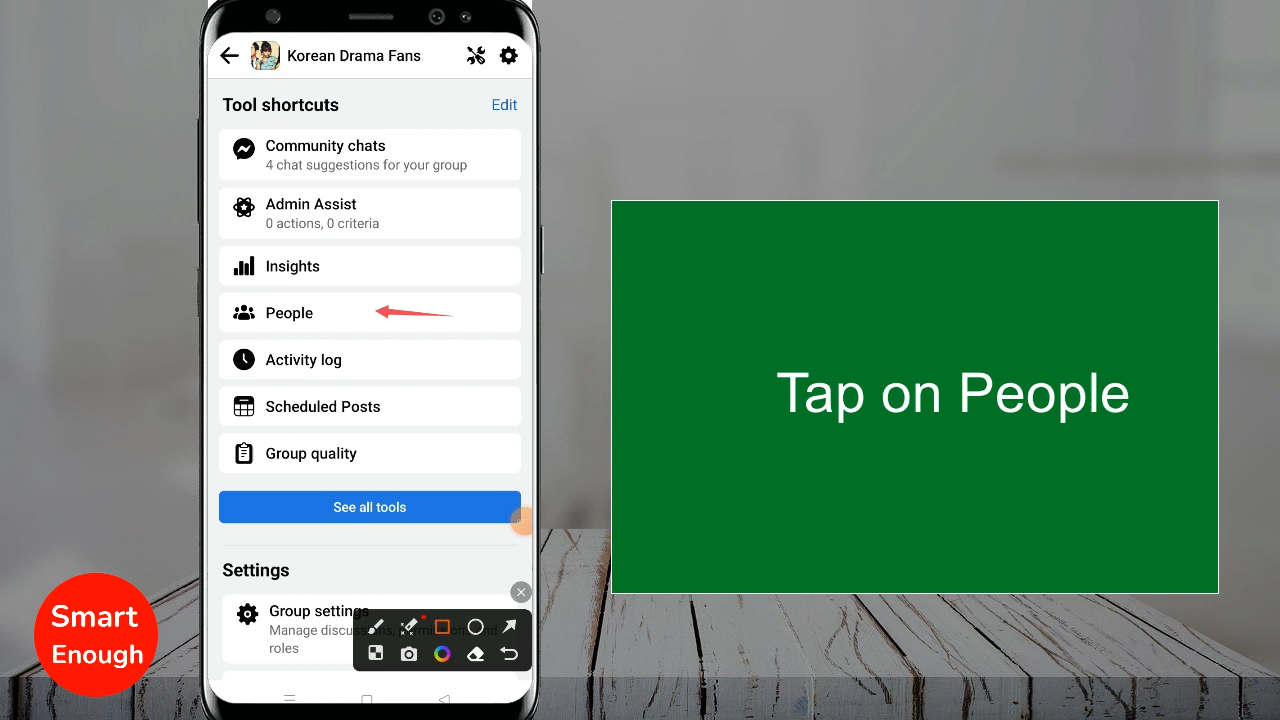 Korean Drama Fans
Tool shortcuts
Edit
Community chats
4 chat suggestions for your group
Admin Assist
0 actions, 0 criteria
Insights
People
Activity log
Scheduled Posts
Group quality
See all tools
Settings
Group settings
Manage discussions, permissions and
roles
Tap on People
Smart
Enough